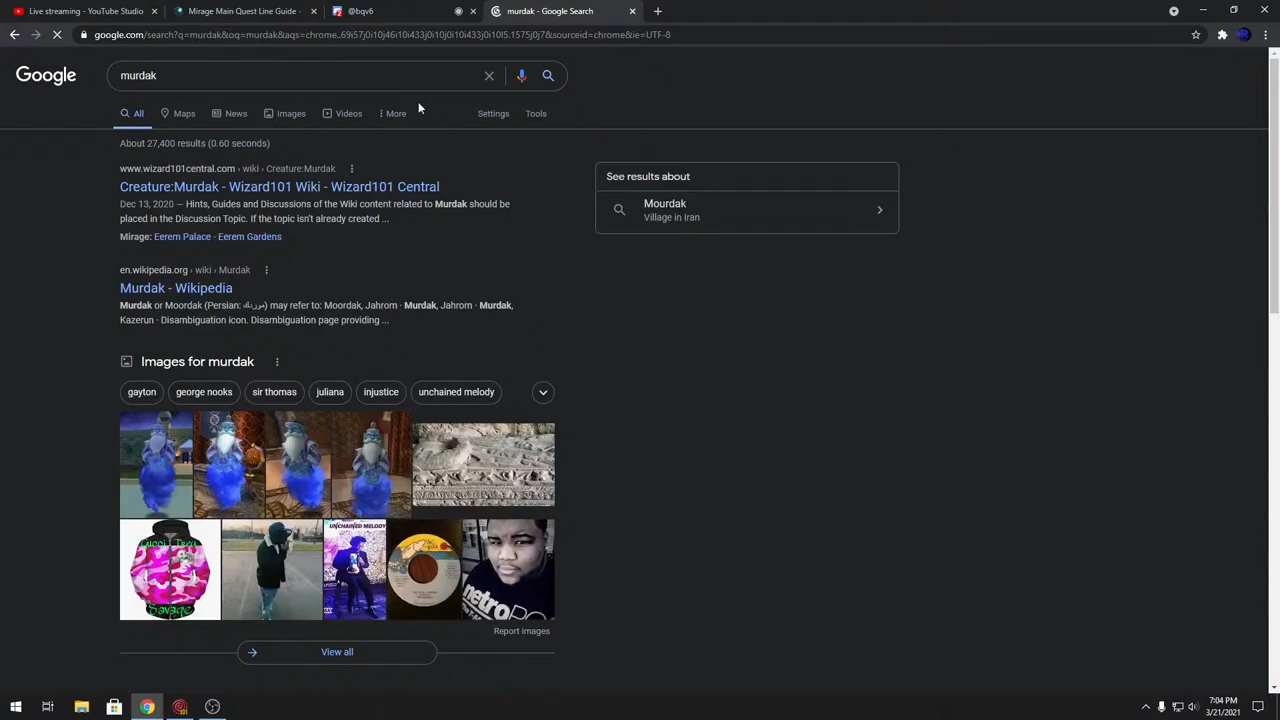 Live streaming - YouTube Studio
Mirage Main Quest Line Guide -
@bqv6
murdak - Google Search
google.com/search?q=murdak&oq=murdak&aqs=chrome..69i57j0i10j46i10i433j0i10j0i10i433j0i10l5.1575j0j7&sourceid=chrome&ie=UTF-8
Google
murdak
All
Maps
News
Images
Videos
More
Settings
Tools
About 27,400 results (0.60 seconds)
www.wizard101central.com › wiki › Creature:Murdak
Creature:Murdak - Wizard101 Wiki - Wizard101 Central
Dec 13, 2020 — Hints, Guides and Discussions of the Wiki content related to Murdak should be
placed in the Discussion Topic. If the topic isn't already created ...
Mirage: Eerem Palace - Eerem Gardens
See results about
Mourdak
Village in Iran
en.wikipedia.org › wiki › Murdak
Murdak - Wikipedia
Murdak or Moordak (Persian: موردك) may refer to: Moordak, Jahrom · Murdak, Jahrom · Murdak,
Kazerun · Disambiguation icon. Disambiguation page providing ...
Images for murdak
gayton
george nooks
sir thomas
juliana
injustice
unchained melody
UNCHAINED MELODY
Savage
Report images
View all
7:04 PM
3/21/2021